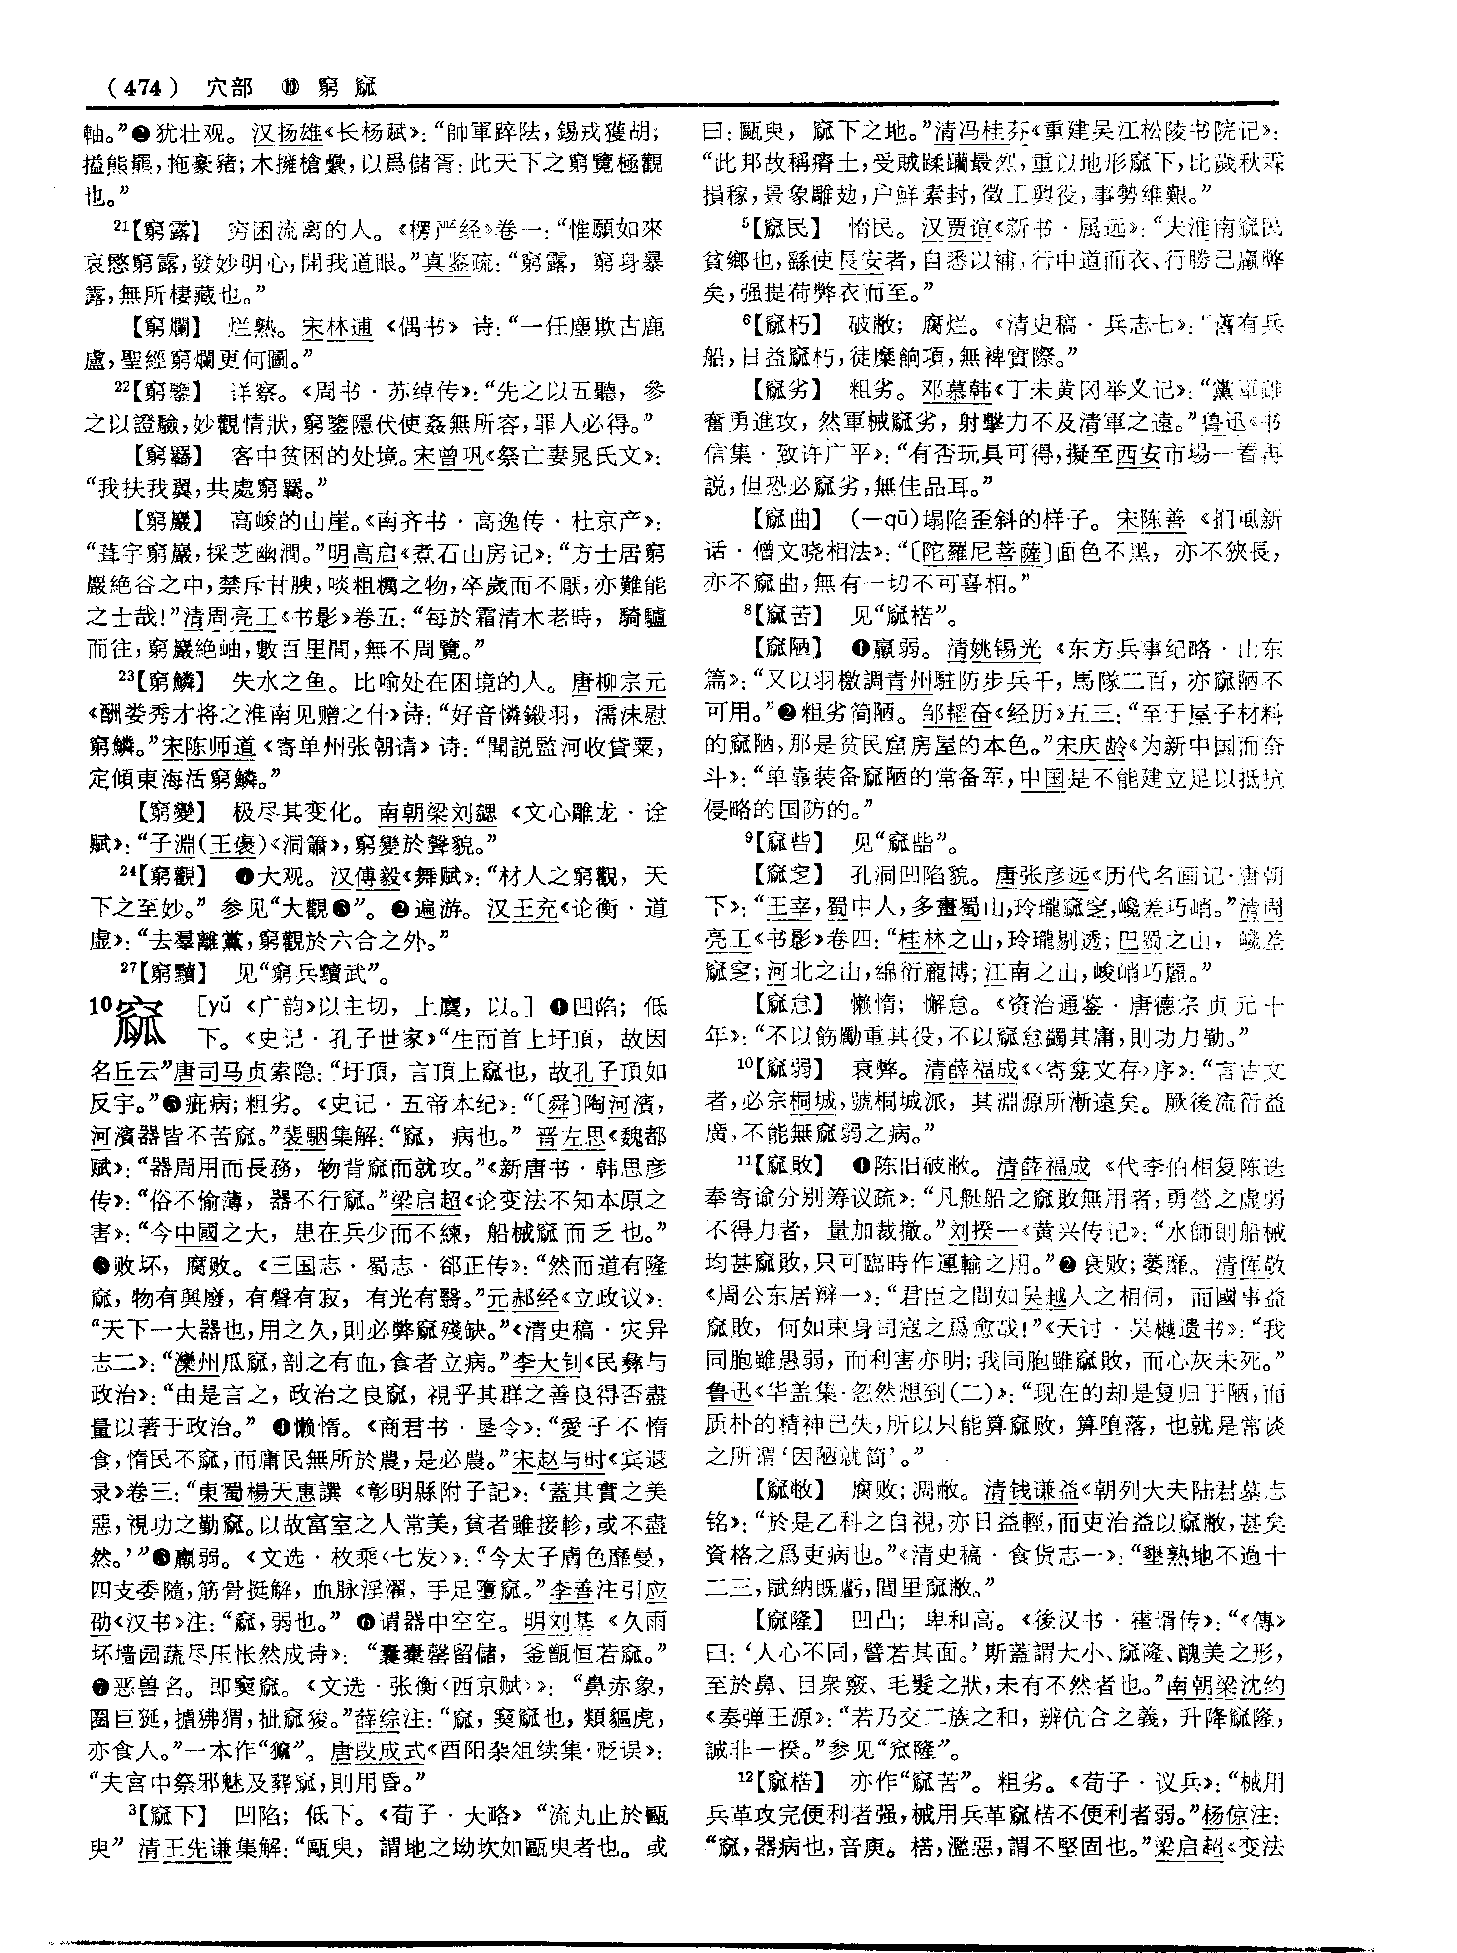 （474） 穴部 ⑩ 窮 窳
軸。”❷犹壮观。汉扬雄《长杨赋》：“帥軍踤阹，錫戎獲胡；
搤熊羆，拖豪豬；木擁槍纍，以爲儲胥：此天下之窮覽極觀
也。”
21【窮露】 穷困流离的人。《楞严经》卷一：“惟願如來
哀愍窮露，發妙明心，開我道眼。”真鉴疏：“窮露，窮身暴
露，無所棲藏也。”
【窮爛】 烂熟。宋林逋《偶书》诗：“一任塵欺古鹿
盧，聖經窮爛更何圖。”
22【窮鑒】 详察。《周书·苏绰传》：“先之以五聽，參
之以證驗，妙觀情狀，窮鑒隱伏使姦無所容，罪人必得。”
【窮羇】 客中贫困的处境。宋曾巩《祭亡妻晁氏文》：
“我扶我翼，共處窮羇。”
【窮巖】 高峻的山崖。《南齐书·高逸传·杜京产》：
“葺宇窮巖，採芝幽澗。”明高启《煮石山房记》：“方士居窮
巖絶谷之中，禁斥甘腴，啖粗糲之物，卒歲而不厭，亦難能
之士哉！”清周亮工《书影》卷五：“每於霜清木老時，騎驢
而往，窮巖絶岫，數百里間，無不周覽。”
23【窮鱗】 失水之鱼。比喻处在困境的人。唐柳宗元
《酬娄秀才将之淮南见赠之什》诗：“好音憐鎩羽，濡沫慰
窮鱗。”宋陈师道《寄单州张朝请》诗：“聞説監河收貸粟，
定傾東海活窮鱗。”
【窮變】 极尽其变化。南朝梁刘勰《文心雕龙·诠
赋》：“子淵（王褒）《洞簫》，窮變於聲貌。”
24【窮觀】 ❶大观。汉傅毅《舞赋》：“材人之窮觀，天
下之至妙。”参见“大觀❸”。❷遍游。汉王充《论衡·道
虚》：“去羣離黨，窮觀於六合之外。”
27【窮黷】 见“窮兵黷武”。
10窳 ［yǔ《广韵》以主切，上麌，以。］❶凹陷；低
下。《史记·孔子世家》“生而首上圩頂，故因
名丘云”唐司马贞索隐：“圩頂，言頂上窳也，故孔子頂如
反宇。”❷疵病；粗劣。《史记·五帝本纪》：“〔舜〕陶河濱，
河濱器皆不苦窳。”裴駰集解：“窳，病也。”晋左思《魏都
赋》：“器周用而長務，物背窳而就攻。”《新唐书·韩思彦
传》：“俗不偷薄，器不行窳。”梁启超《论变法不知本原之
害》：“今中國之大，患在兵少而不練，船械窳而乏也。”
❸败坏，腐败。《三国志·蜀志·郤正传》：“然而道有隆
窳，物有興廢，有聲有寂，有光有翳。”元郝经《立政议》：
“天下一大器也，用之久，則必弊窳殘缺。”《清史稿·灾异
志二》：“灤州瓜窳，剖之有血，食者立病。”李大钊《民彝与
政治》：“由是言之，政治之良窳，視乎其群之善良得否盡
量以著于政治。”❹懒惰。《商君书·垦令》：“愛子不惰
食，惰民不窳，而庸民無所於農，是必農。”宋赵与时《宾退
录》卷三：“東蜀楊天惠譔《彰明縣附子記》：‘蓋其實之美
惡，視功之勤窳。以故富室之人常美，貧者雖接畛，或不盡
然。’”❺羸弱。《文选·枚乘〈七发〉》：“今太子膚色靡曼，
四支委隨，筋骨挺解，血脉淫濯，手足墮窳。”李善注引应
劭《汉书》注：“窳，弱也。”❻谓器中空空。明刘基《久雨
坏墙园蔬尽压怅然成诗》：“囊橐罄留儲，釜甑恒若窳。”
❼恶兽名。即窫窳。《文选·张衡〈西京赋〉》：“鼻赤象，
圈巨狿，摣狒猬，㧗窳狻。”薛综注：“窳，窫窳也，類貙虎，
亦食人。”一本作“㺄”。唐段成式《酉阳杂俎续集·贬误》：
“夫宫中祭邪魅及葬窳，則用昏。”
3【窳下】 凹陷；低下。《荀子·大略》“流丸止於甌
臾”清王先谦集解：“甌臾，謂地之坳坎如甌臾者也。或
曰：甌臾，窳下之地。”清冯桂芬《重建吴江松陵书院记》：
“此邦故稱瘠土，受賊蹂躪最烈，重以地形窳下，比歲秋霖
損稼，景象雕攰，户鮮素封，徵工興役，事勢維艱。”
5【窳民】 惰民。汉贾谊《新书·属远》：“夫淮南窳民
貧鄉也，繇使長安者，自悉以補，行中道而衣、行勝已羸弊
矣，强提荷弊衣而至。”
6【窳朽】 破敝；腐烂。《清史稿·兵志七》：“舊有兵
船，日益窳朽，徒糜餉項，無裨實際。”
【窳劣】 粗劣。邓慕韩《丁未黄冈举义记》：“黨軍雖
奮勇進攻，然軍械窳劣，射擊力不及清軍之遠。”鲁迅《书
信集·致许广平》：“有否玩具可得，擬至西安市場一看再
説，但恐必窳劣，無佳品耳。”
【窳曲】 （—qū）塌陷歪斜的样子。宋陈善《扪虱新
话·僧文晓相法》：“〔陀羅尼菩薩〕面色不黑，亦不狹長，
亦不窳曲，無有一切不可喜相。”
8【窳苦】 见“窳楛”。
【窳陋】 ❶羸弱。清姚锡光《东方兵事纪略·山东
篇》：“又以羽檄調青州駐防步兵千，馬隊二百，亦窳陋不
可用。”❷粗劣简陋。邹韬奋《经历》五三：“至于屋子材料
的窳陋，那是贫民窟房屋的本色。”宋庆龄《为新中国而奋
斗》：“单靠装备窳陋的常备军，中国是不能建立足以抵抗
侵略的国防的。”
9【窳呰】 见“窳啙”。
【窳窆】 孔洞凹陷貌。唐张彦远《历代名画记·唐朝
下》：“王宰，蜀中人，多畫蜀山，玲瓏窳窆，巉差巧峭。”清周
亮工《书影》卷四：“桂林之山，玲瓏剔透；巴蜀之山，巉差
窳窆；河北之山，綿衍龐博；江南之山，峻峭巧麗。”
【窳怠】 懒惰；懈怠。《资治通鉴·唐德宗贞元十
年》：“不以筋勵重其役，不以窳怠蠲其庸，則功力勤。”
10【窳弱】 衰弊。清薛福成《〈寄龛文存〉序》：“言古文
者，必宗桐城，號桐城派，其淵源所漸遠矣。厥後流衍益
廣，不能無窳弱之病。”
11【窳敗】 ❶陈旧破敝。清薛福成《代李伯相复陈迭
奉寄谕分别筹议疏》：“凡艇船之窳敗無用者，勇營之虚弱
不得力者，量加裁撤。”刘揆一《黄兴传记》：“水師則船械
均甚窳敗，只可臨時作運輸之用。”❷衰败；萎靡。清恽敬
《周公东居辩一》：“君臣之間如吴越人之相伺，而國事益
窳敗，何如束身司寇之爲愈哉！”《天讨·吴樾遗书》：“我
同胞雖愚弱，而利害亦明；我同胞雖窳敗，而心灰未死。”
鲁迅《华盖集·忽然想到（二）》：“现在的却是复归于陋，而
质朴的精神已失，所以只能算窳败，算堕落，也就是常谈
之所谓‘因陋就简’。”
【窳敝】 腐败；凋敝。清钱谦益《朝列大夫陆君墓志
铭》：“於是乙科之自視，亦日益輕，而吏治益以窳敝，甚矣
資格之爲吏病也。”《清史稿·食货志一》：“墾熟地不過十
二三，賦納既虧，閭里窳敝。”
【窳隆】 凹凸；卑和高。《後汉书·霍谞传》：“《傳》
曰：‘人心不同，譬若其面。’斯蓋謂大小、窳隆、醜美之形，
至於鼻、目衆竅、毛髮之狀，未有不然者也。”南朝梁沈约
《奏弹王源》：“若乃交二族之和，辨伉合之義，升降窳隆，
誠非一揆。”参见“窊隆”。
12【窳楛】 亦作“窳苦”。粗劣。《荀子·议兵》：“械用
兵革攻完便利者强，械用兵革窳楛不便利者弱。”杨倞注：
“窳，器病也，音庾。楛，濫惡，謂不堅固也。”梁启超《变法